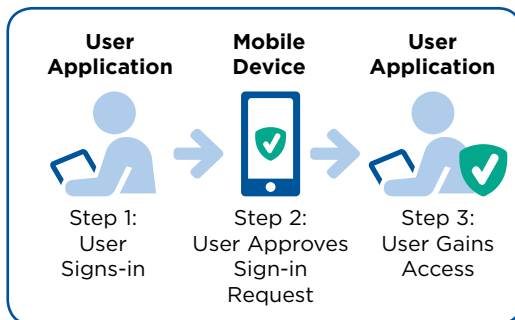 User
Application
Step 1:
User
Signs-in
Mobile
Device
Step 2:
User Approves
Sign-in
Request
User
Application
Step 3:
User Gains
Access